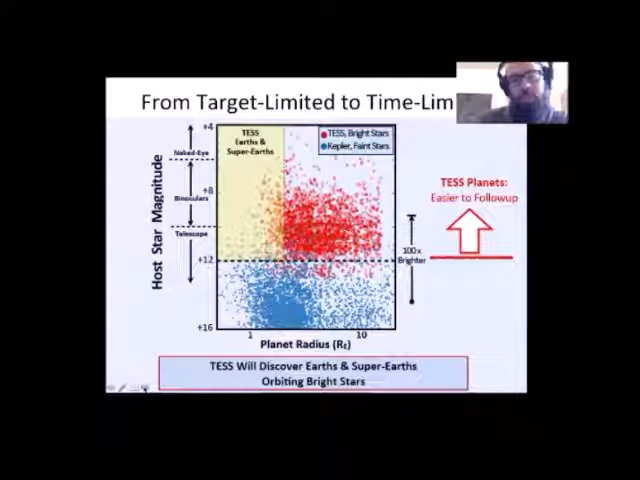 From Target-Limited to Time-Lim
+4
TESS
Earths &
Super-Earths
TESS, Bright Stars
Kepler, Faint Stars
Naked-Eye
+8
Binoculars
Telescope
Host Star Magnitude
+12
+16
1
10
Planet Radius (RE)
100x
Brighter
TESS Planets:
Easier to Followup
TESS Will Discover Earths & Super-Earths
Orbiting Bright Stars